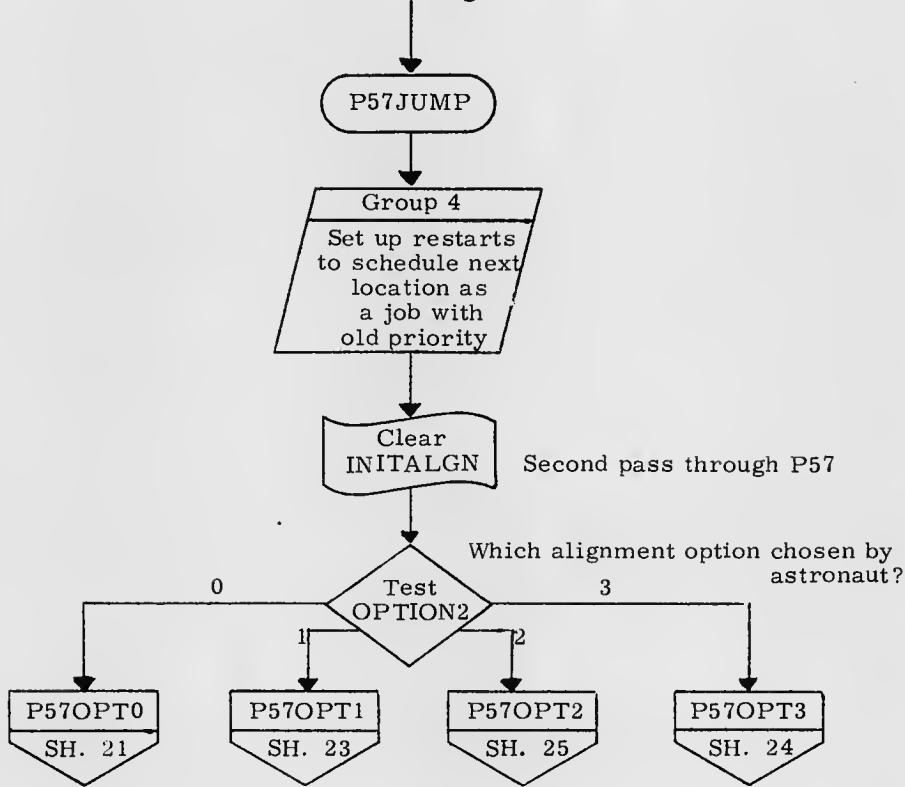 P57JUMP
Group 4
Set up restarts
to schedule next
location as
a job with
old priority
Clear
INITALGN
Second pass through P57
Which alignment option chosen by
astronaut?
Test
OPTION2
0
3
1
2
P57OPT0
P57OPT1
P57OPT2
P57OPT3
SH. 21
SH. 23
SH. 25
SH. 24